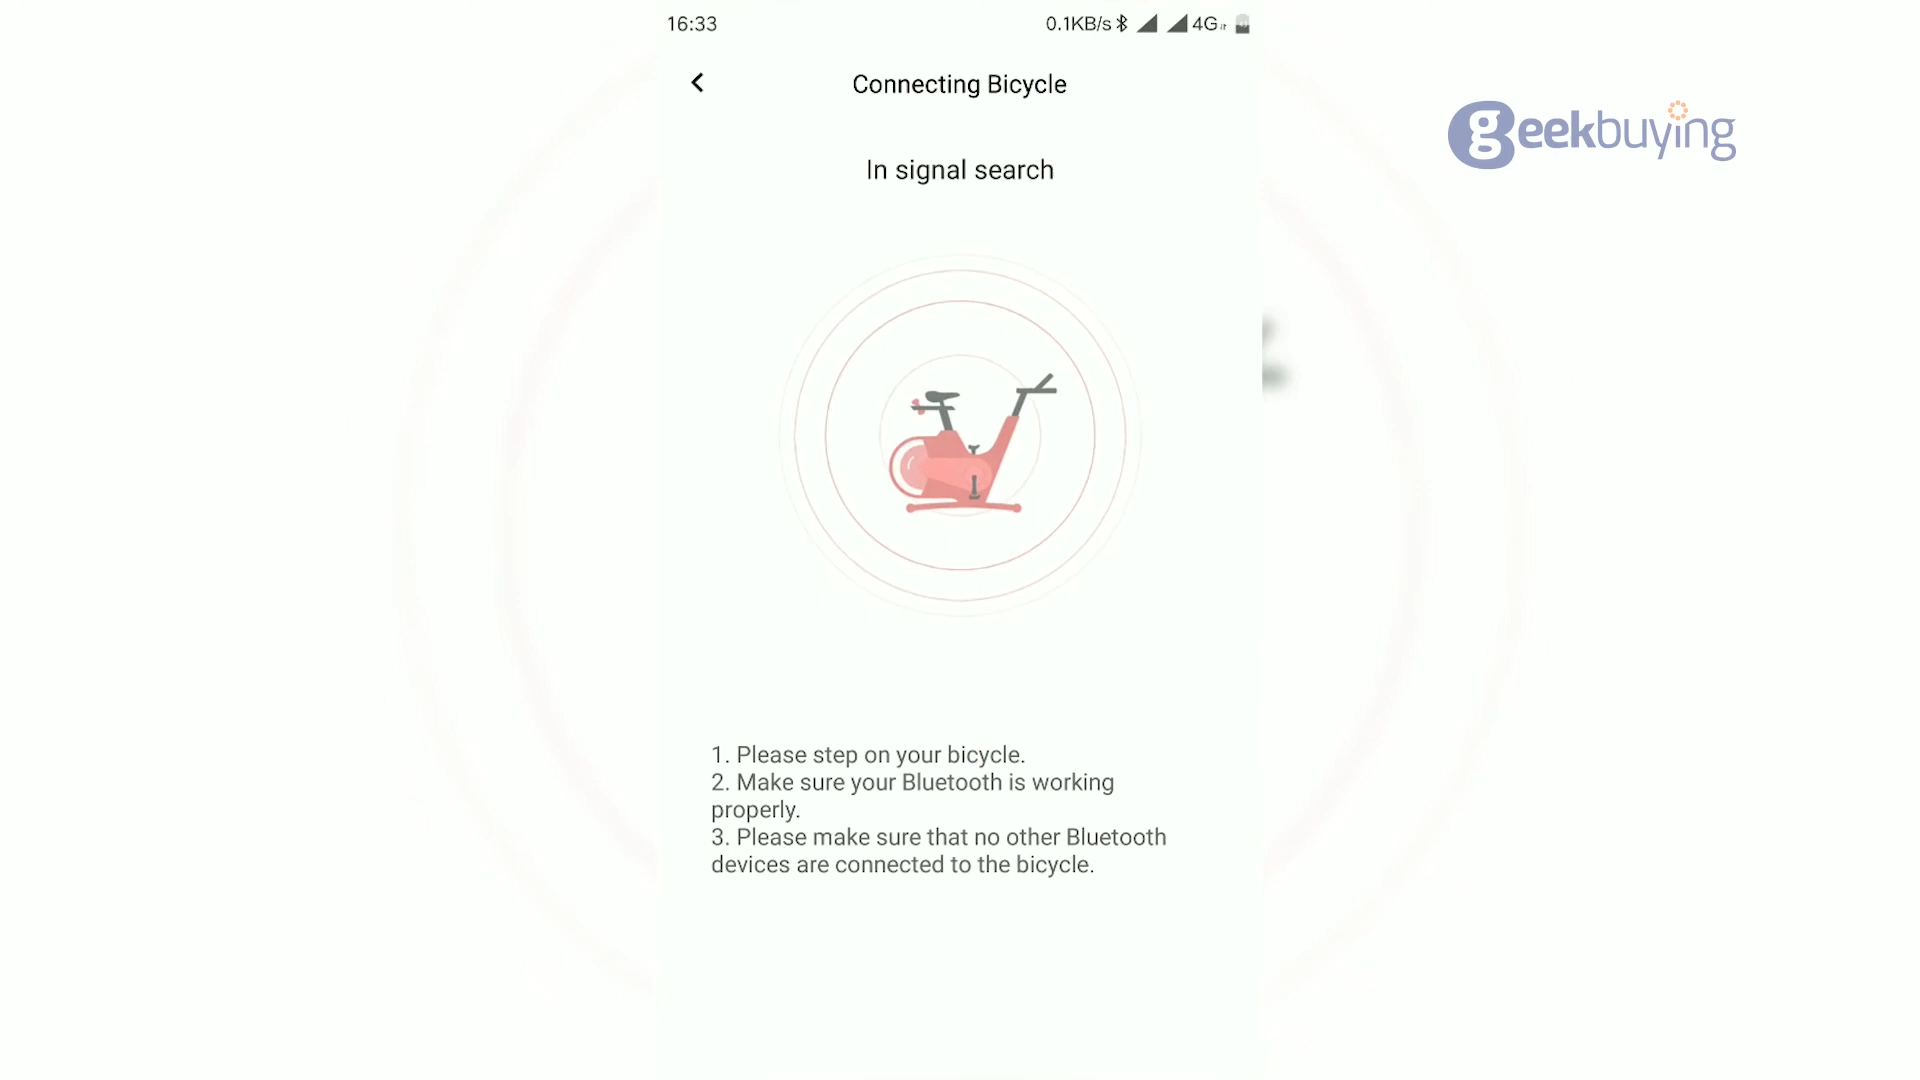 16:33
0.1KB/s 4G
Connecting Bicycle
geekbuying
In signal search
1. Please step on your bicycle.
2. Make sure your Bluetooth is working
properly.
3. Please make sure that no other Bluetooth
devices are connected to the bicycle.